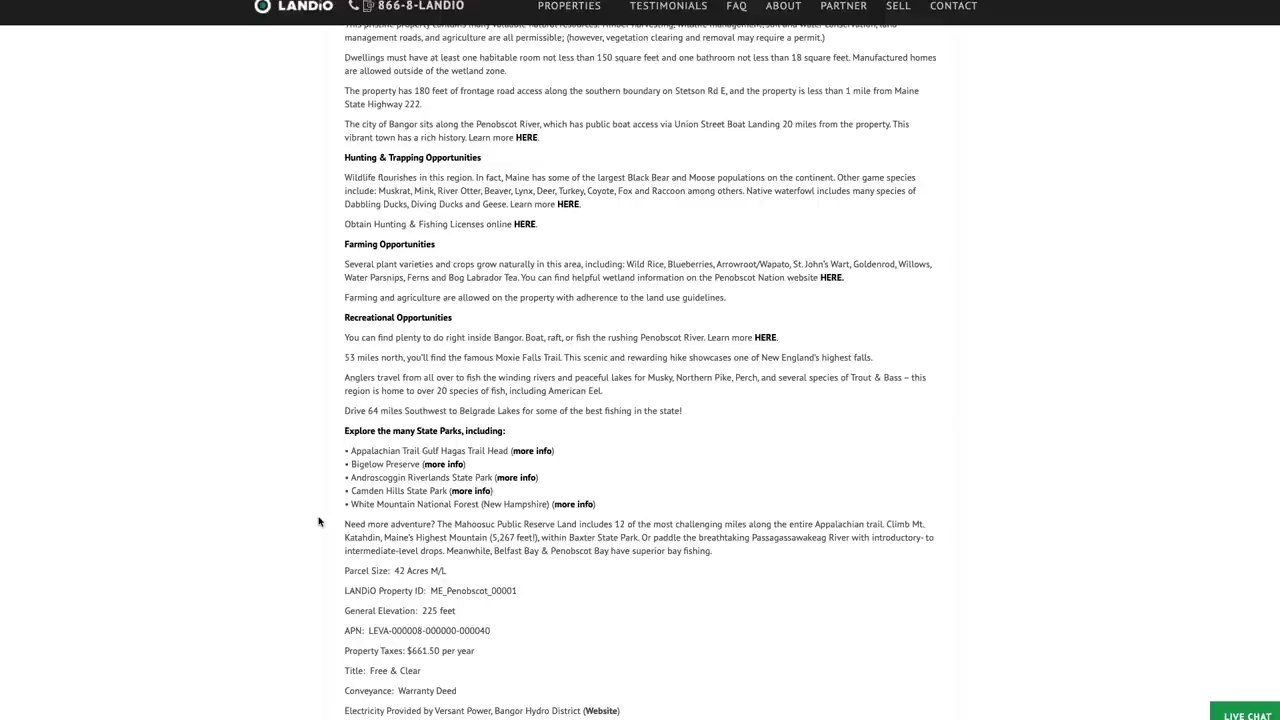 LANDiO
866-8-LANDIO
PROPERTIES
TESTIMONIALS
FAQ
ABOUT
PARTNER
SELL
CONTACT
management roads, and agriculture are all permissible; (however, vegetation clearing and removal may require a permit.)
Dwellings must have at least one habitable room not less than 150 square feet and one bathroom not less than 18 square feet. Manufactured homes
are allowed outside of the wetland zone.
The property has 180 feet of frontage road access along the southern boundary on Stetson Rd E, and the property is less than 1 mile from Maine
State Highway 222.
The city of Bangor sits along the Penobscot River, which has public boat access via Union Street Boat Landing 20 miles from the property. This
vibrant town has a rich history. Learn more HERE.
Hunting & Trapping Opportunities
Wildlife flourishes in this region. In fact, Maine has some of the largest Black Bear and Moose populations on the continent. Other game species
include: Muskrat, Mink, River Otter, Beaver, Lynx, Deer, Turkey, Coyote, Fox and Raccoon among others. Native waterfowl includes many species of
Dabbling Ducks, Diving Ducks and Geese. Learn more HERE.
Obtain Hunting & Fishing Licenses online HERE.
Farming Opportunities
Several plant varieties and crops grow naturally in this area, including: Wild Rice, Blueberries, Arrowroot/Wapato, St. John's Wart, Goldenrod, Willows,
Water Parsnips, Ferns and Bog Labrador Tea. You can find helpful wetland information on the Penobscot Nation website HERE.
Farming and agriculture are allowed on the property with adherence to the land use guidelines.
Recreational Opportunities
You can find plenty to do right inside Bangor. Boat, raft, or fish the rushing Penobscot River. Learn more HERE.
53 miles north, you'll find the famous Moxie Falls Trail. This scenic and rewarding hike showcases one of New England's highest falls.
Anglers travel from all over to fish the winding rivers and peaceful lakes for Musky, Northern Pike, Perch, and several species of Trout & Bass – this
region is home to over 20 species of fish, including American Eel.
Drive 64 miles Southwest to Belgrade Lakes for some of the best fishing in the state!
Explore the many State Parks, including:
• Appalachian Trail Gulf Hagas Trail Head (more info)
• Bigelow Preserve (more info)
• Androscoggin Riverlands State Park (more info)
• Camden Hills State Park (more info)
• White Mountain National Forest (New Hampshire) (more info)
Need more adventure? The Mahoosuc Public Reserve Land includes 12 of the most challenging miles along the entire Appalachian trail. Climb Mt.
Katahdin, Maine's Highest Mountain (5,267 feet!), within Baxter State Park. Or paddle the breathtaking Passagassawakeag River with introductory- to
intermediate-level drops. Meanwhile, Belfast Bay & Penobscot Bay have superior bay fishing.
Parcel Size: 42 Acres M/L
LANDiO Property ID: ME_Penobscot_00001
General Elevation: 225 feet
APN: LEVA-000008-000000-000040
Property Taxes: $661.50 per year
Title: Free & Clear
Conveyance: Warranty Deed
Electricity Provided by Versant Power, Bangor Hydro District (Website)
LIVE CHAT